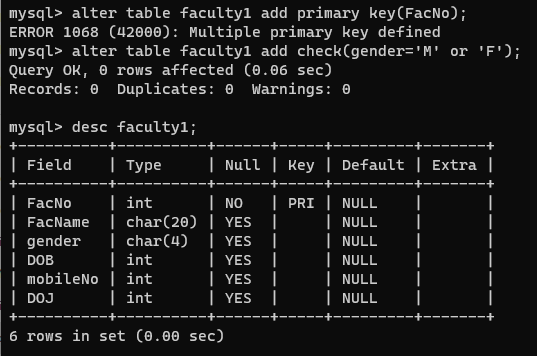 mysql> alter table faculty1 add primary key(FacNo);
ERROR 1068 (42000): Multiple primary key defined
mysql> alter table faculty1 add check(gender='M' or 'F');
Query OK, 0 rows affected (0.06 sec)
Records: 0  Duplicates: 0  Warnings: 0

mysql> desc faculty1;
+----------+----------+------+-----+---------+-------+
| Field    | Type     | Null | Key | Default | Extra |
+----------+----------+------+-----+---------+-------+
| FacNo    | int      | NO   | PRI | NULL    |       |
| FacName  | char(20) | YES  |     | NULL    |       |
| gender   | char(4)  | YES  |     | NULL    |       |
| DOB      | int      | YES  |     | NULL    |       |
| mobileNo | int      | YES  |     | NULL    |       |
| DOJ      | int      | YES  |     | NULL    |       |
+----------+----------+------+-----+---------+-------+
6 rows in set (0.00 sec)